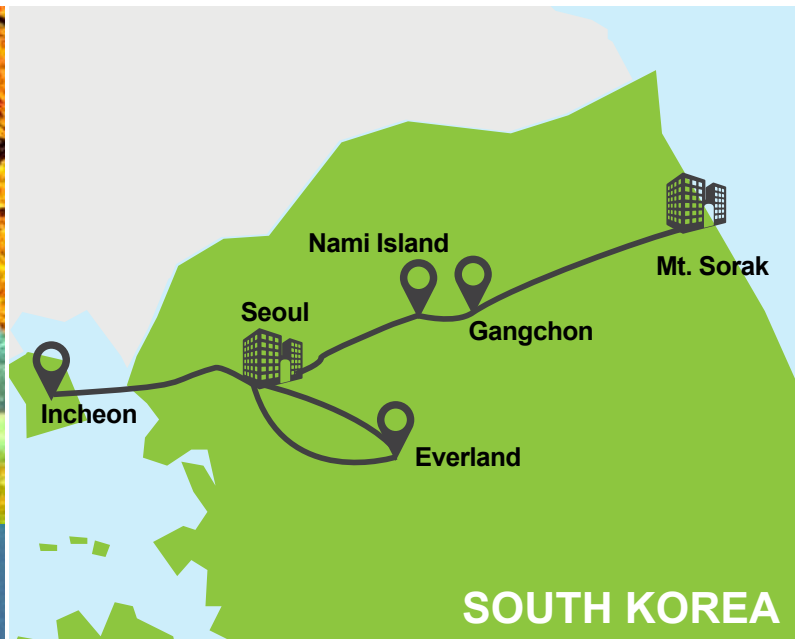 Nami Island
Mt. Sorak
Seoul
Gangchon
Incheon
Everland
SOUTH KOREA